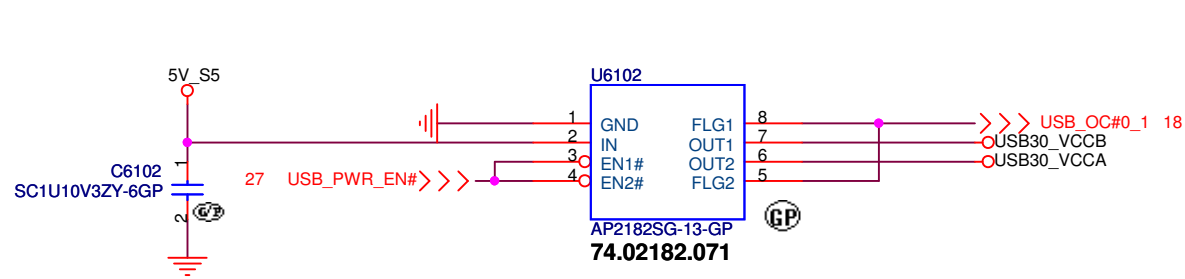 5V_S5
U6102
1 GND FLG1 8 USB_OC#0_1 18
2 IN OUT1 7 USB30_VCCB
3 EN1# OUT2 6 USB30_VCCA
27 USB_PWR_EN# 4 EN2# FLG2 5
1
C6102
SC1U10V3ZY-6GP
2 G/P
GP
AP2182SG-13-GP
74.02182.071